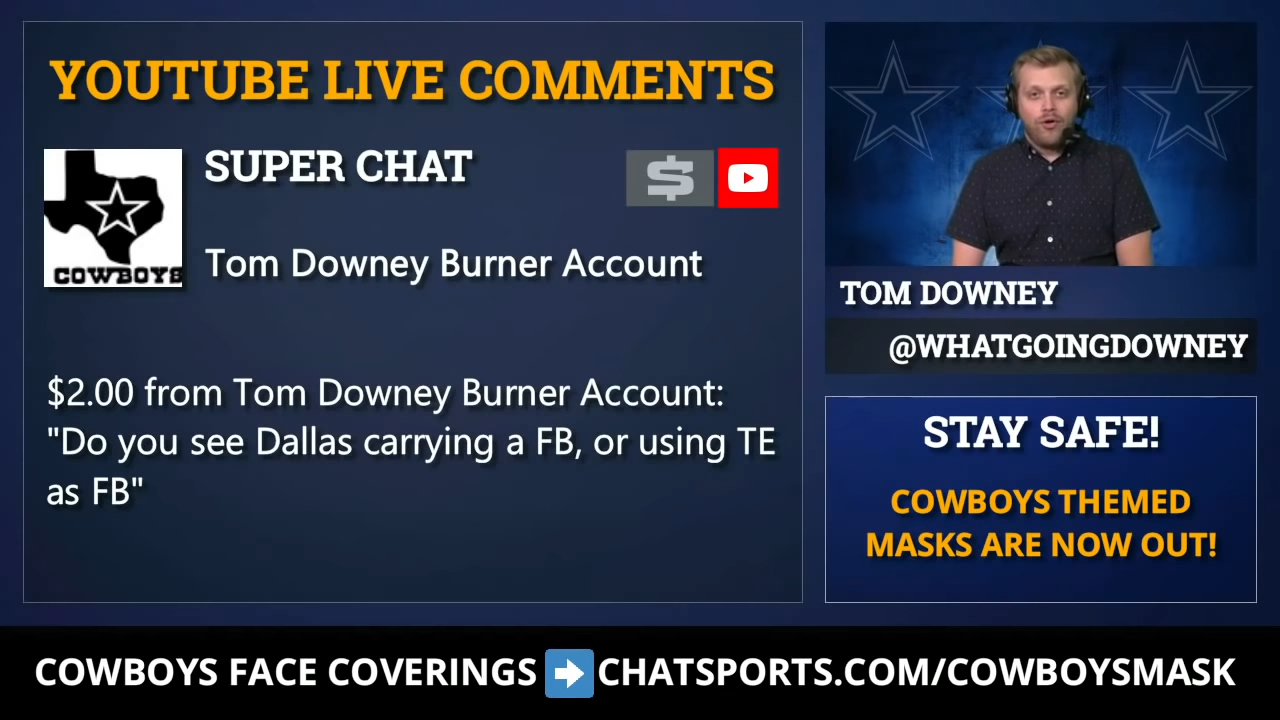 YOUTUBE LIVE COMMENTS
COWBOYS
SUPER CHAT
$
Tom Downey Burner Account
$2.00 from Tom Downey Burner Account:
"Do you see Dallas carrying a FB, or using TE
as FB"
TOM DOWNEY
@WHATGOINGDOWNEY
STAY SAFE!
COWBOYS THEMED
MASKS ARE NOW OUT!
COWBOYS FACE COVERINGS ➡ CHATSPORTS.COM/COWBOYSMASK